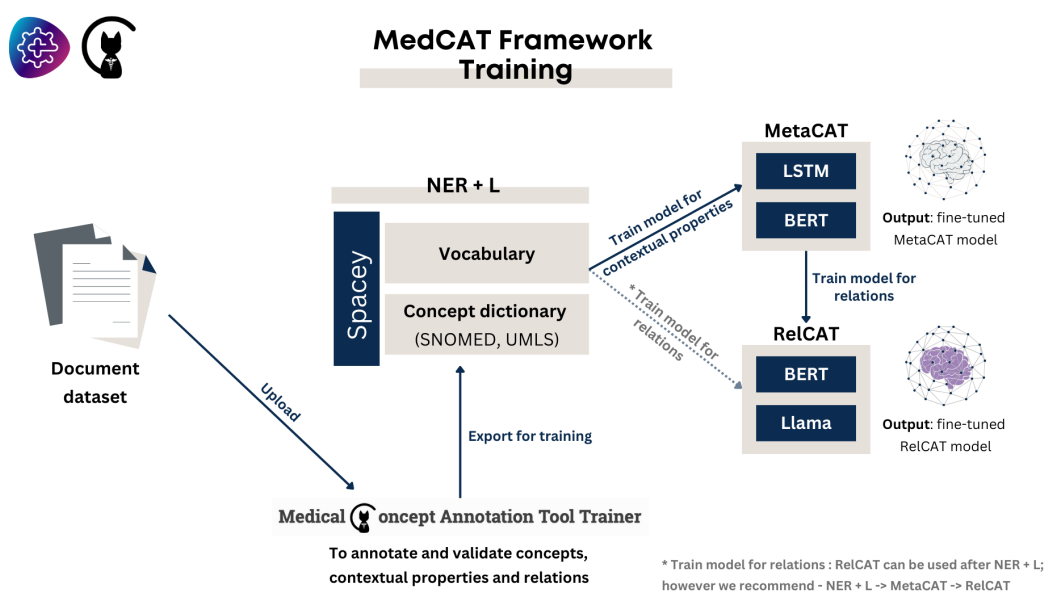 MedCAT Framework
Training
MetaCAT
LSTM
BERT
Output: fine-tuned
MetaCAT model
NER + L
Spacey
Vocabulary
Concept dictionary
(SNOMED, UMLS)
Train model for
contextual properties
* Train model for
relations
Train model for
relations
RelCAT
BERT
Llama
Output: fine-tuned
RelCAT model
Document
dataset
Upload
Export for training
Medical Concept Annotation Tool Trainer
To annotate and validate concepts,
contextual properties and relations
* Train model for relations : RelCAT can be used after NER + L;
however we recommend - NER + L -> MetaCAT -> RelCAT